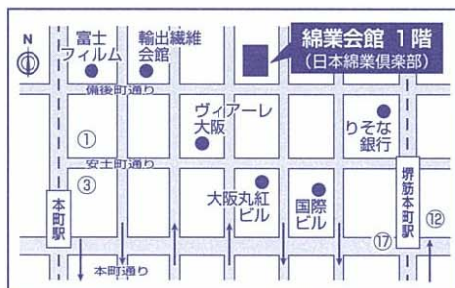 N
富士
フィルム
輸出繊維
会館
綿業会館 1階
（日本綿業倶楽部）
備後町通り
ヴィアーレ
大阪
りそな
銀行
①
安土町通り
③
大阪丸紅
ビル
国際
ビル
本町駅
堺筋本町駅
⑫
⑰
本町通り